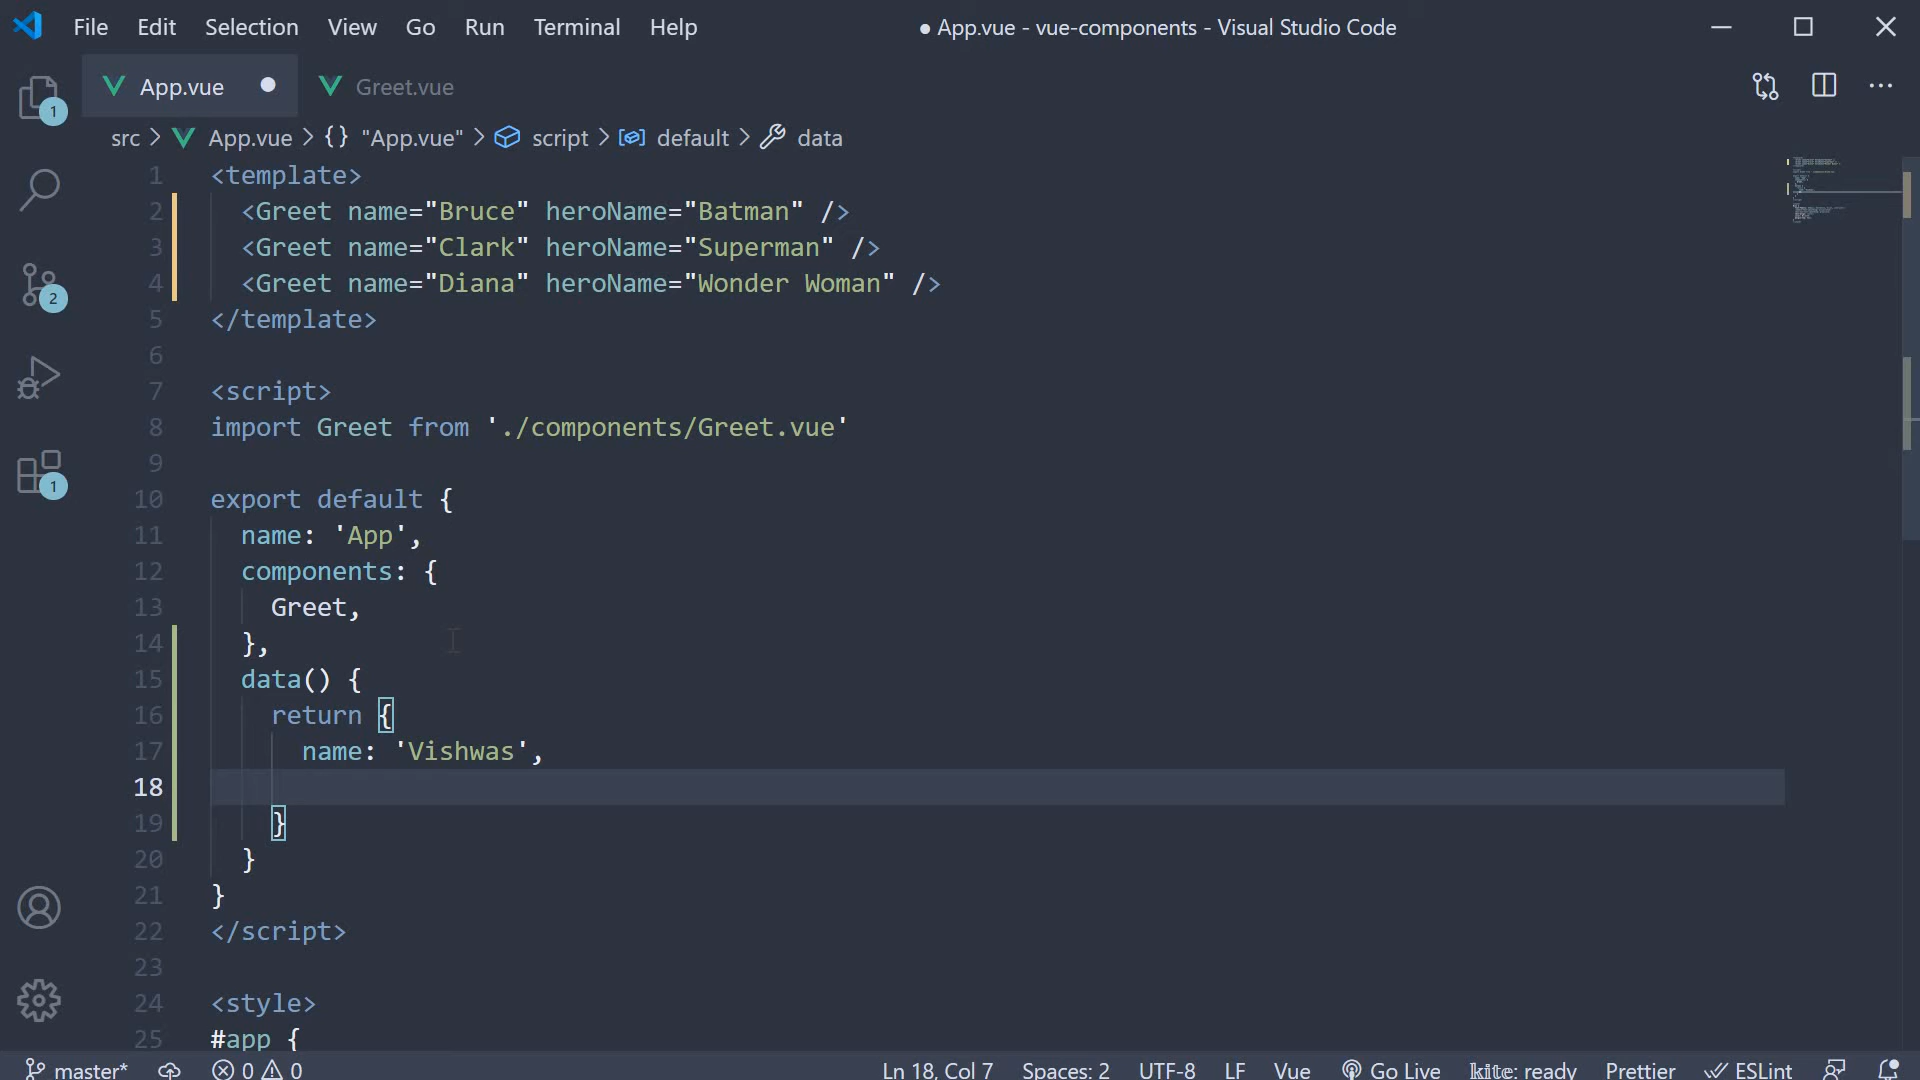 File Edit Selection View Go Run Terminal Help ● App.vue - vue-components - Visual Studio Code
App.vue ● Greet.vue
src > App.vue > {} "App.vue" > script > default > data
1 <template>
2 <Greet name="Bruce" heroName="Batman" />
3 <Greet name="Clark" heroName="Superman" />
4 <Greet name="Diana" heroName="Wonder Woman" />
5 </template>
6
7 <script>
8 import Greet from './components/Greet.vue'
9
10 export default {
11 name: 'App',
12 components: {
13 Greet,
14 },
15 data() {
16 return {
17 name: 'Vishwas',
18
19 }
20 }
21 }
22 </script>
23
24 <style>
25 #app {
1
2
1
master* 0 0 Ln 18, Col 7 Spaces: 2 UTF-8 LF Vue Go Live kite: ready Prettier ESLint